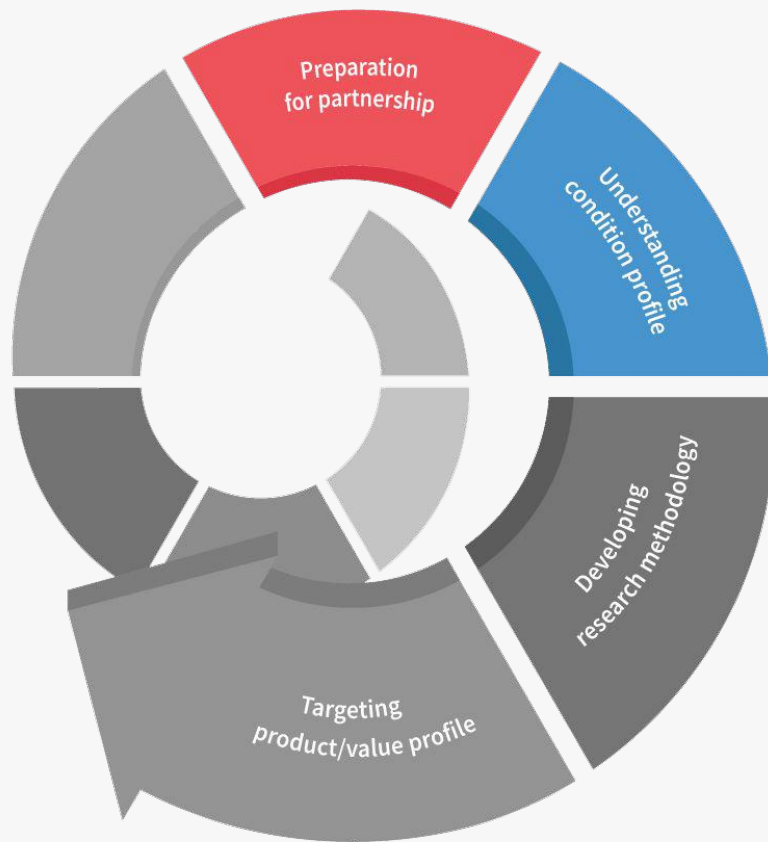 Preparation
for partnership
Understanding
condition profile
Developing
research methodology
Targeting
product/value profile